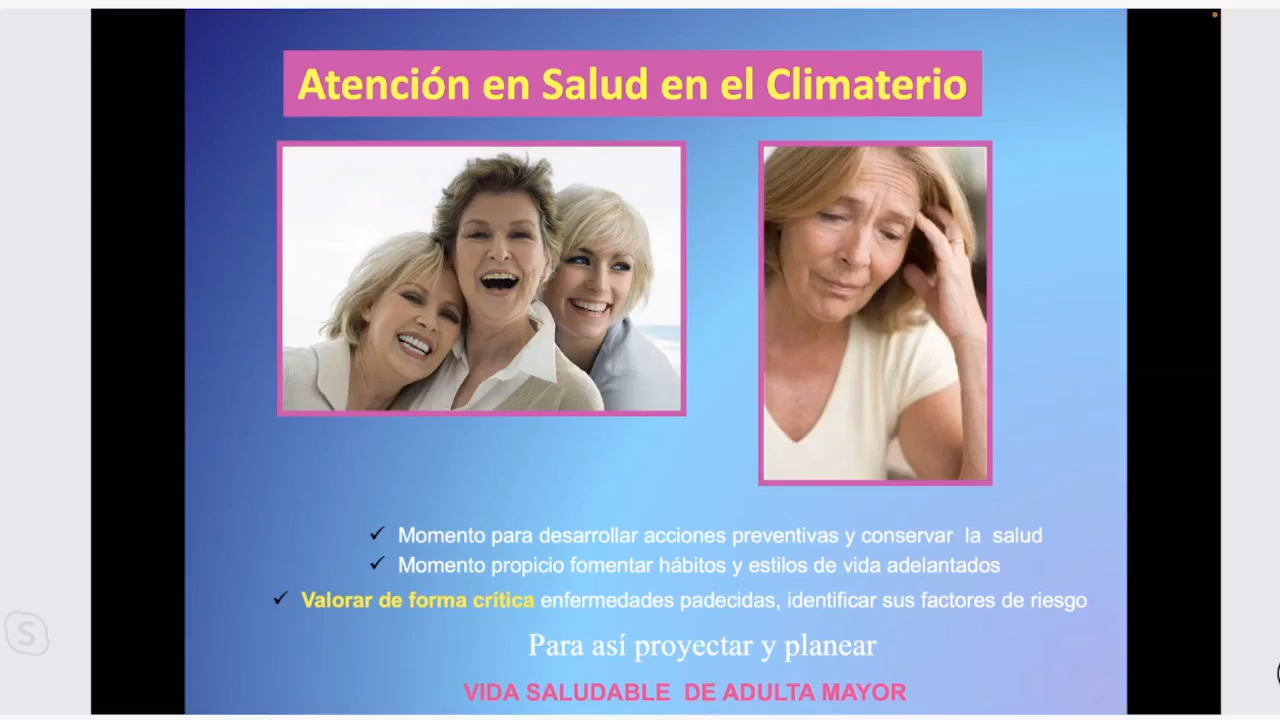 Atención en Salud en el Climaterio
✓ Momento para desarrollar acciones preventivas y conservar la salud
✓ Momento propicio fomentar hábitos y estilos de vida adelantados
✓ Valorar de forma crítica enfermedades padecidas, identificar sus factores de riesgo
Para así proyectar y planear
VIDA SALUDABLE DE ADULTA MAYOR
S